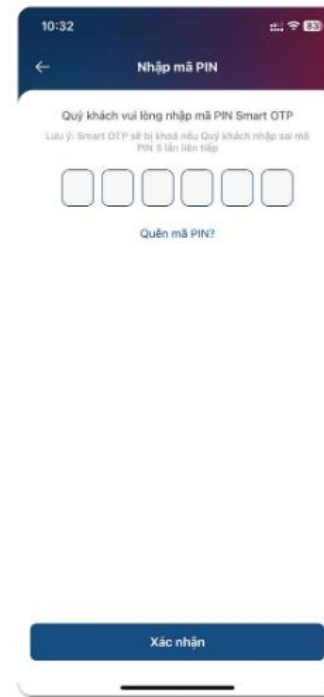 10:32
83
Nhập mã PIN
Quý khách vui lòng nhập mã PIN Smart OTP
Lưu ý: Smart OTP sẽ bị khoá nếu Quý khách nhập sai mã
PIN 5 lần liên tiếp
Quên mã PIN?
Xác nhận